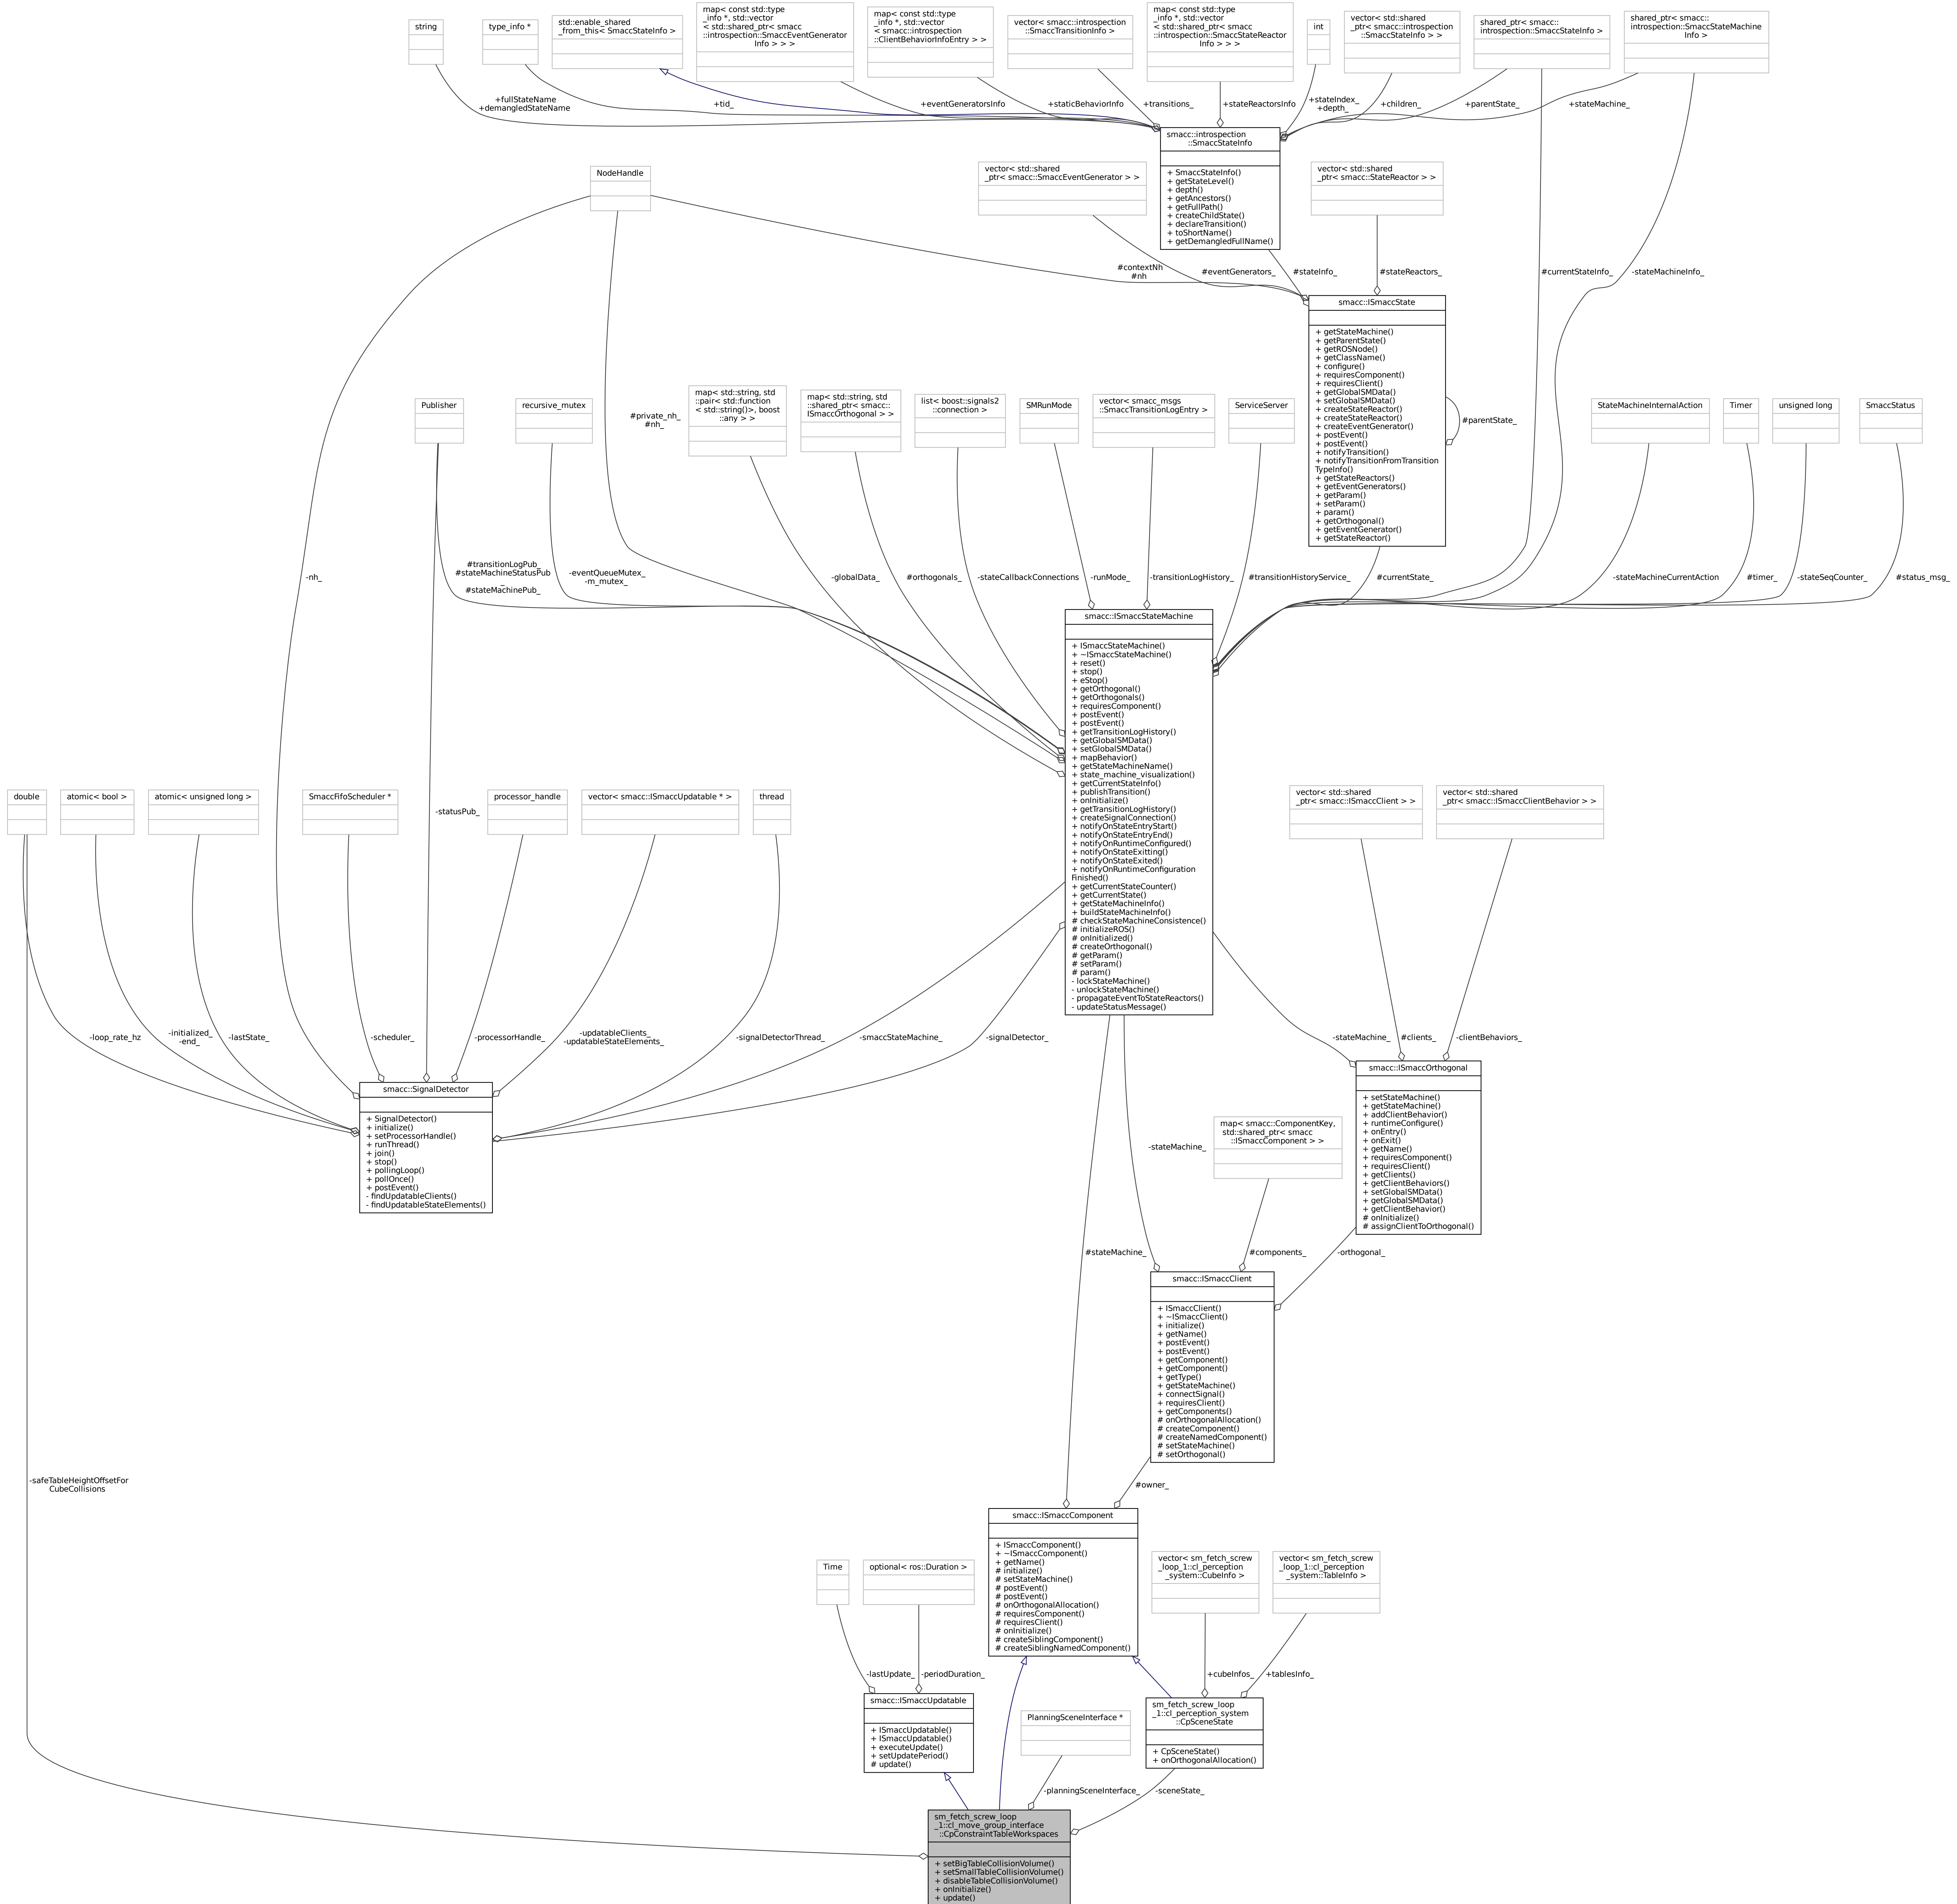 string
type_info *
std::enable_shared
_from_this< SmaccStateInfo >
map< const std::type
_info *, std::vector
< std::shared_ptr< smacc
::introspection::SmaccEventGenerator
Info > > >
map< const std::type
_info *, std::vector
< smacc::introspection
::ClientBehaviorInfoEntry > >
vector< smacc::introspection
::SmaccTransitionInfo >
map< const std::type
_info *, std::vector
< std::shared_ptr< smacc
::introspection::SmaccStateReactor
Info > > >
int
vector< std::shared
_ptr< smacc::introspection
::SmaccStateInfo > >
shared_ptr< smacc::
introspection::SmaccStateInfo >
shared_ptr< smacc::
introspection::SmaccStateMachine
Info >
+fullStateName
+demangledStateName
+tid_
+eventGeneratorsInfo
+staticBehaviorInfo
+transitions_
+stateReactorsInfo
+stateIndex_
+depth_
+children_
+parentState_
+stateMachine_
smacc::introspection
::SmaccStateInfo
+ SmaccStateInfo()
+ getStateLevel()
+ depth()
+ getAncestors()
+ getFullPath()
+ createChildState()
+ declareTransition()
+ toShortName()
+ getDemangledFullName()
NodeHandle
vector< std::shared
_ptr< smacc::SmaccEventGenerator > >
vector< std::shared
_ptr< smacc::StateReactor > >
#contextNh
#nh
#eventGenerators_
#stateInfo_
#stateReactors_
#currentStateInfo_
-stateMachineInfo_
smacc::ISmaccState
+ getStateMachine()
+ getParentState()
+ getROSNode()
+ getClassName()
+ configure()
+ requiresComponent()
+ requiresClient()
+ getGlobalSMData()
+ setGlobalSMData()
+ createStateReactor()
+ createStateReactor()
+ createEventGenerator()
+ postEvent()
+ postEvent()
+ notifyTransition()
+ notifyTransitionFromTransition
TypeInfo()
+ getStateReactors()
+ getEventGenerators()
+ getParam()
+ setParam()
+ param()
+ getOrthogonal()
+ getEventGenerator()
+ getStateReactor()
#parentState_
Publisher
recursive_mutex
#private_nh_
#nh_
map< std::string, std
::pair< std::function
< std::string()>, boost
::any > >
map< std::string, std
::shared_ptr< smacc::
ISmaccOrthogonal > >
list< boost::signals2
::connection >
SMRunMode
vector< smacc_msgs
::SmaccTransitionLogEntry >
ServiceServer
StateMachineInternalAction
Timer
unsigned long
SmaccStatus
-nh_
#transitionLogPub_
#stateMachineStatusPub
_
#stateMachinePub_
-eventQueueMutex_
-m_mutex_
-globalData_
#orthogonals_
-stateCallbackConnections
-runMode_
-transitionLogHistory_
#transitionHistoryService_
#currentState_
-stateMachineCurrentAction
#timer_
-stateSeqCounter_
#status_msg_
smacc::ISmaccStateMachine
+ ISmaccStateMachine()
+ ~ISmaccStateMachine()
+ reset()
+ stop()
+ eStop()
+ getOrthogonal()
+ getOrthogonals()
+ requiresComponent()
+ postEvent()
+ postEvent()
+ getTransitionLogHistory()
+ getGlobalSMData()
+ setGlobalSMData()
+ mapBehavior()
+ getStateMachineName()
+ state_machine_visualization()
+ getCurrentStateInfo()
+ publishTransition()
+ onInitialize()
+ getTransitionLogHistory()
+ createSignalConnection()
+ notifyOnStateEntryStart()
+ notifyOnStateEntryEnd()
+ notifyOnRuntimeConfigured()
+ notifyOnStateExitting()
+ notifyOnStateExited()
+ notifyOnRuntimeConfiguration
Finished()
+ getCurrentStateCounter()
+ getCurrentState()
+ getStateMachineInfo()
+ buildStateMachineInfo()
# checkStateMachineConsistence()
# initializeROS()
# onInitialized()
# createOrthogonal()
# getParam()
# setParam()
# param()
- lockStateMachine()
- unlockStateMachine()
- propagateEventToStateReactors()
- updateStatusMessage()
double
atomic< bool >
atomic< unsigned long >
SmaccFifoScheduler *
-statusPub_
processor_handle
vector< smacc::ISmaccUpdatable * >
thread
vector< std::shared
_ptr< smacc::ISmaccClient > >
vector< std::shared
_ptr< smacc::ISmaccClientBehavior > >
-loop_rate_hz
-initialized_
-end_
-lastState_
-scheduler_
-processorHandle_
-updatableClients_
-updatableStateElements_
-signalDetectorThread_
-smaccStateMachine_
-signalDetector_
-stateMachine_
#clients_
-clientBehaviors_
smacc::SignalDetector
+ SignalDetector()
+ initialize()
+ setProcessorHandle()
+ runThread()
+ join()
+ stop()
+ pollingLoop()
+ pollOnce()
+ postEvent()
- findUpdatableClients()
- findUpdatableStateElements()
smacc::ISmaccOrthogonal
+ setStateMachine()
+ getStateMachine()
+ addClientBehavior()
+ runtimeConfigure()
+ onEntry()
+ onExit()
+ getName()
+ requiresComponent()
+ requiresClient()
+ getClients()
+ getClientBehaviors()
+ setGlobalSMData()
+ getGlobalSMData()
+ getClientBehavior()
# onInitialize()
# assignClientToOrthogonal()
-stateMachine_
map< smacc::ComponentKey,
std::shared_ptr< smacc
::ISmaccComponent > >
#stateMachine_
#components_
-orthogonal_
smacc::ISmaccClient
+ ISmaccClient()
+ ~ISmaccClient()
+ initialize()
+ getName()
+ postEvent()
+ postEvent()
+ getComponent()
+ getComponent()
+ getType()
+ getStateMachine()
+ connectSignal()
+ requiresClient()
+ getComponents()
# onOrthogonalAllocation()
# createComponent()
# createNamedComponent()
# setStateMachine()
# setOrthogonal()
-safeTableHeightOffsetFor
CubeCollisions
#owner_
smacc::ISmaccComponent
+ ISmaccComponent()
+ ~ISmaccComponent()
+ getName()
# initialize()
# setStateMachine()
# postEvent()
# postEvent()
# onOrthogonalAllocation()
# requiresComponent()
# requiresClient()
# onInitialize()
# createSiblingComponent()
# createSiblingNamedComponent()
Time
optional< ros::Duration >
vector< sm_fetch_screw
_loop_1::cl_perception
_system::CubeInfo >
vector< sm_fetch_screw
_loop_1::cl_perception
_system::TableInfo >
-lastUpdate_
-periodDuration_
+cubeInfos_
+tablesInfo_
smacc::ISmaccUpdatable
+ ISmaccUpdatable()
+ ISmaccUpdatable()
+ executeUpdate()
+ setUpdatePeriod()
# update()
PlanningSceneInterface *
sm_fetch_screw_loop
_1::cl_perception_system
::CpSceneState
+ CpSceneState()
+ onOrthogonalAllocation()
-planningSceneInterface_
-sceneState_
sm_fetch_screw_loop
_1::cl_move_group_interface
::CpConstraintTableWorkspaces
+ setBigTableCollisionVolume()
+ setSmallTableCollisionVolume()
+ disableTableCollisionVolume()
+ onInitialize()
+ update()